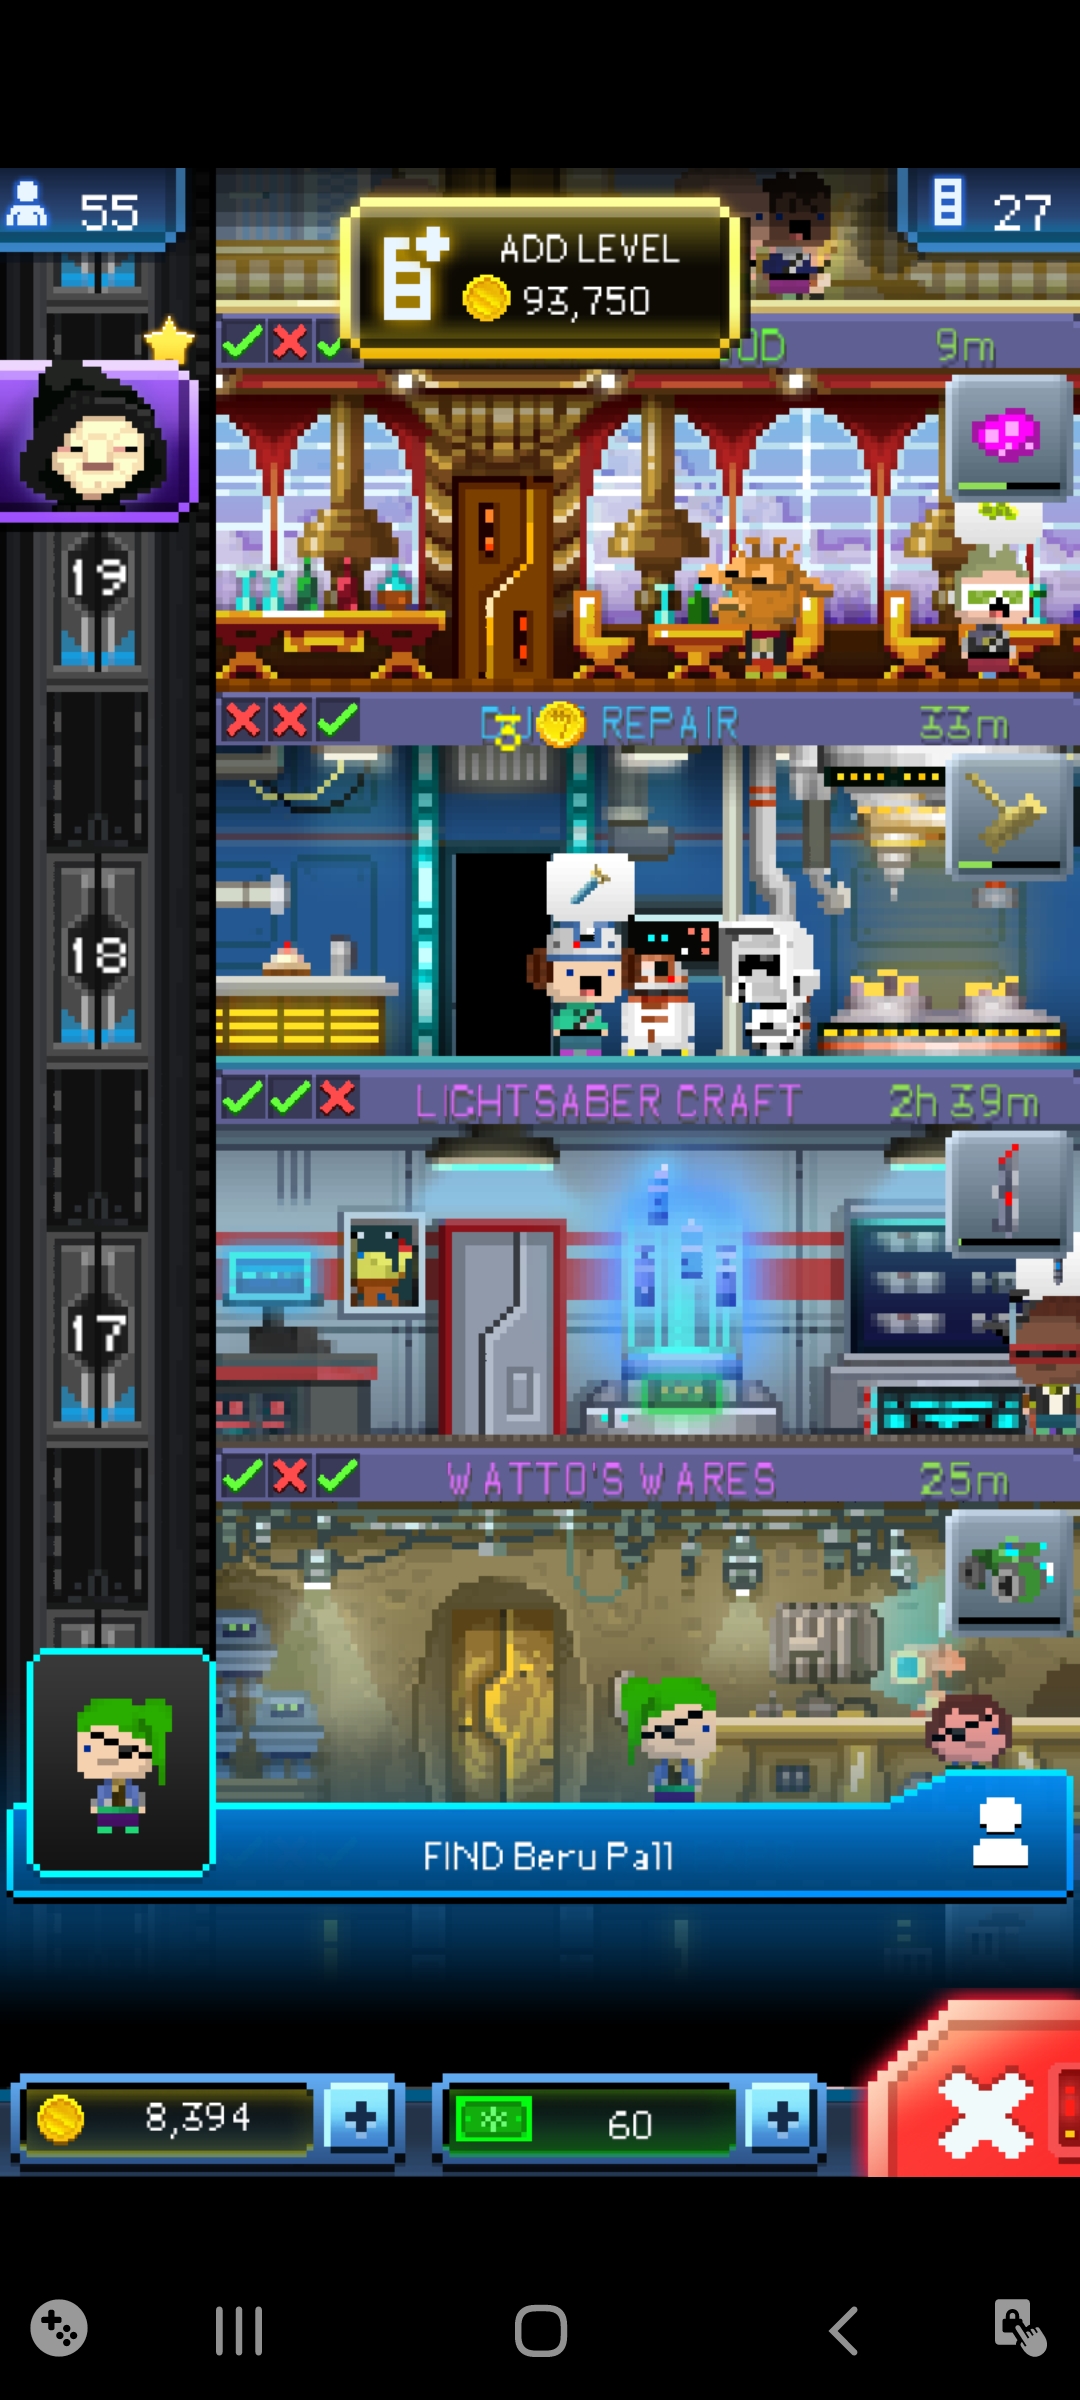 55
27
ADD LEVEL
93,750
9m
19
3
REPAIR
33m
18
LIGHTSABER CRAFT
2h 39m
17
WATTO'S WARES
25m
FIND Beru Pall
8,394
60